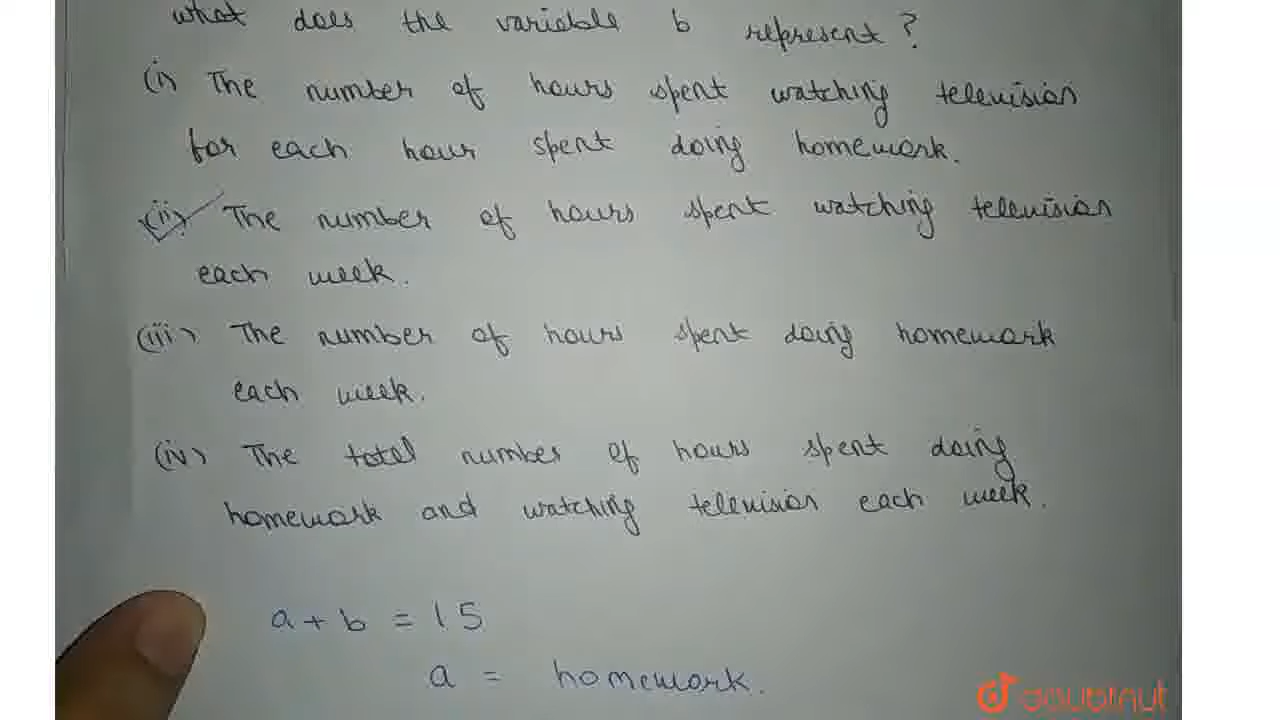 what does the variable b represent?
(i) The number of hours spent watching television
for each hour spent doing homework.
(ii) The number of hours spent watching television
each week.
(iii) The number of hours spent doing homework
each week.
(iv) The total number of hours spent doing
homework and watching television each week.
a + b = 15
a = homework.
doubtnut